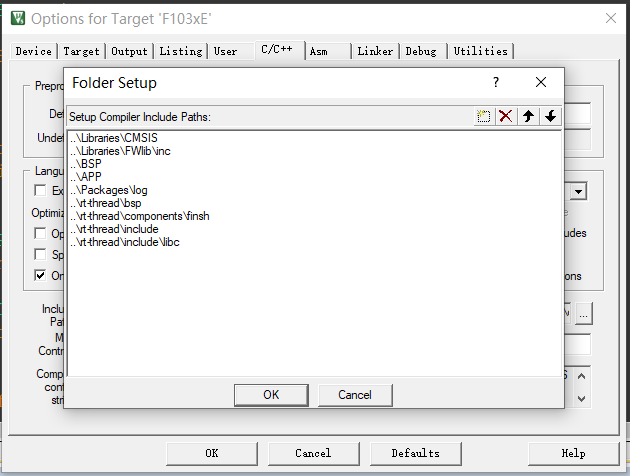 Options for Target 'F103xE'
Device Target Output Listing User C/C++ Asm Linker Debug Utilities
Folder Setup
?
Setup Compiler Include Paths:
..\Libraries\CMSIS
..\Libraries\FWlib\inc
..\BSP
..\APP
..\Packages\log
..\rt-thread\bsp
..\rt-thread\components\finsh
..\rt-thread\include
..\rt-thread\include\libc
OK Cancel
Prepro
Def
Undef
Langu
Ex
Optimiz
Op
udes
Sp
On
ons
Inclu
Pat
...
M
Contr
Comp
cont
stri
OK Cancel Defaults Help